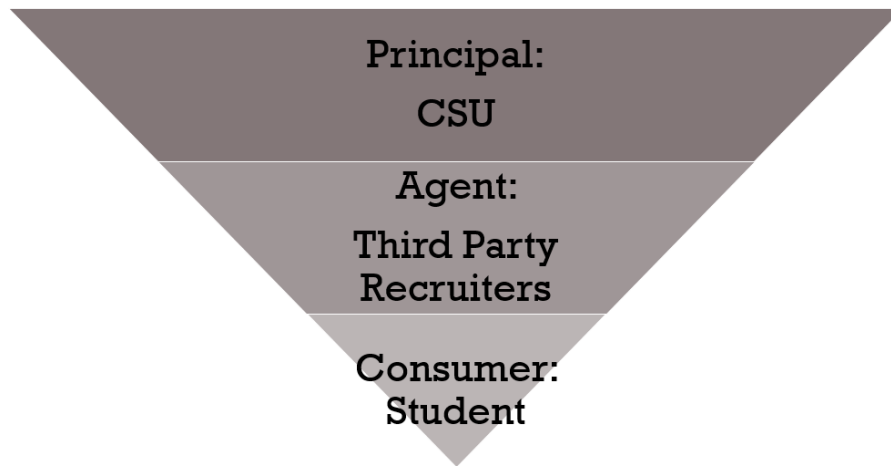 Principal:
CSU
Agent:
Third Party
Recruiters
Consumer:
Student